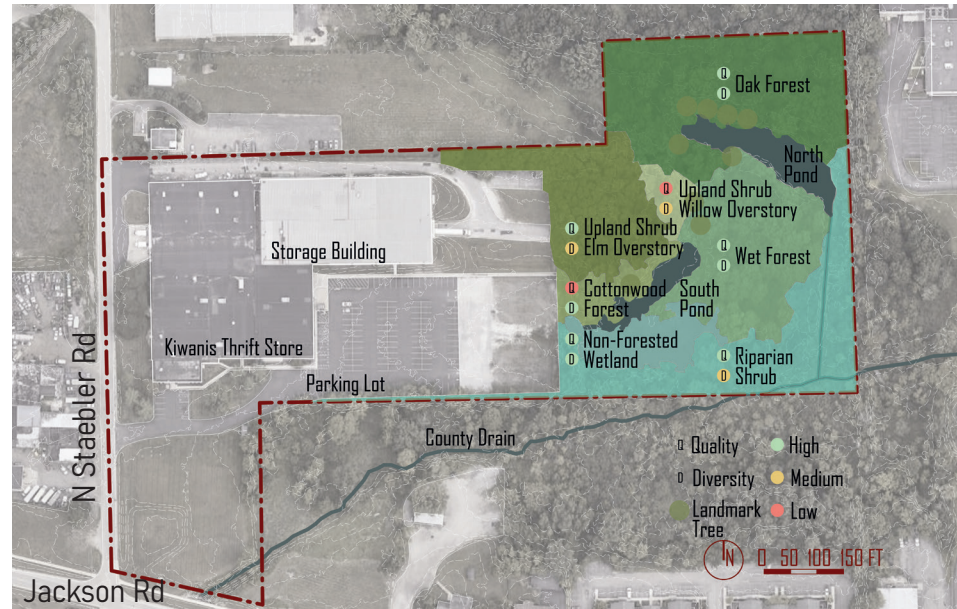 Q
D
Oak Forest
North
Pond
Q
D
Upland Shrub
Willow Overstory
Q
D
Upland Shrub
Elm Overstory
Storage Building
Q
D
Wet Forest
Q
D
Cottonwood
Forest
South
Pond
Q
D
Non-Forested
Wetland
Kiwanis Thrift Store
Q
D
Riparian
Shrub
Parking Lot
N Staebler Rd
County Drain
Q Quality
High
D Diversity
Medium
Landmark
Tree
Low
N
0 50 100 150 FT
Jackson Rd